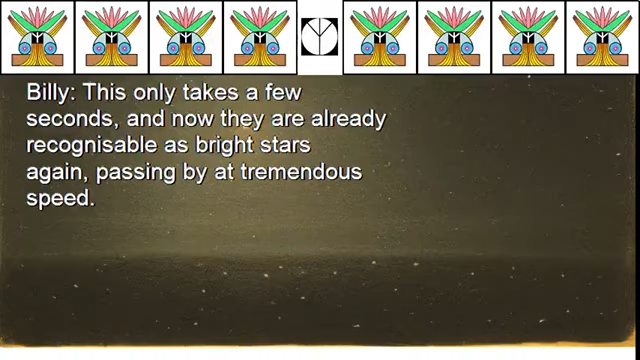 Billy: This only takes a few
seconds, and now they are already
recognisable as bright stars
again, passing by at tremendous
speed.